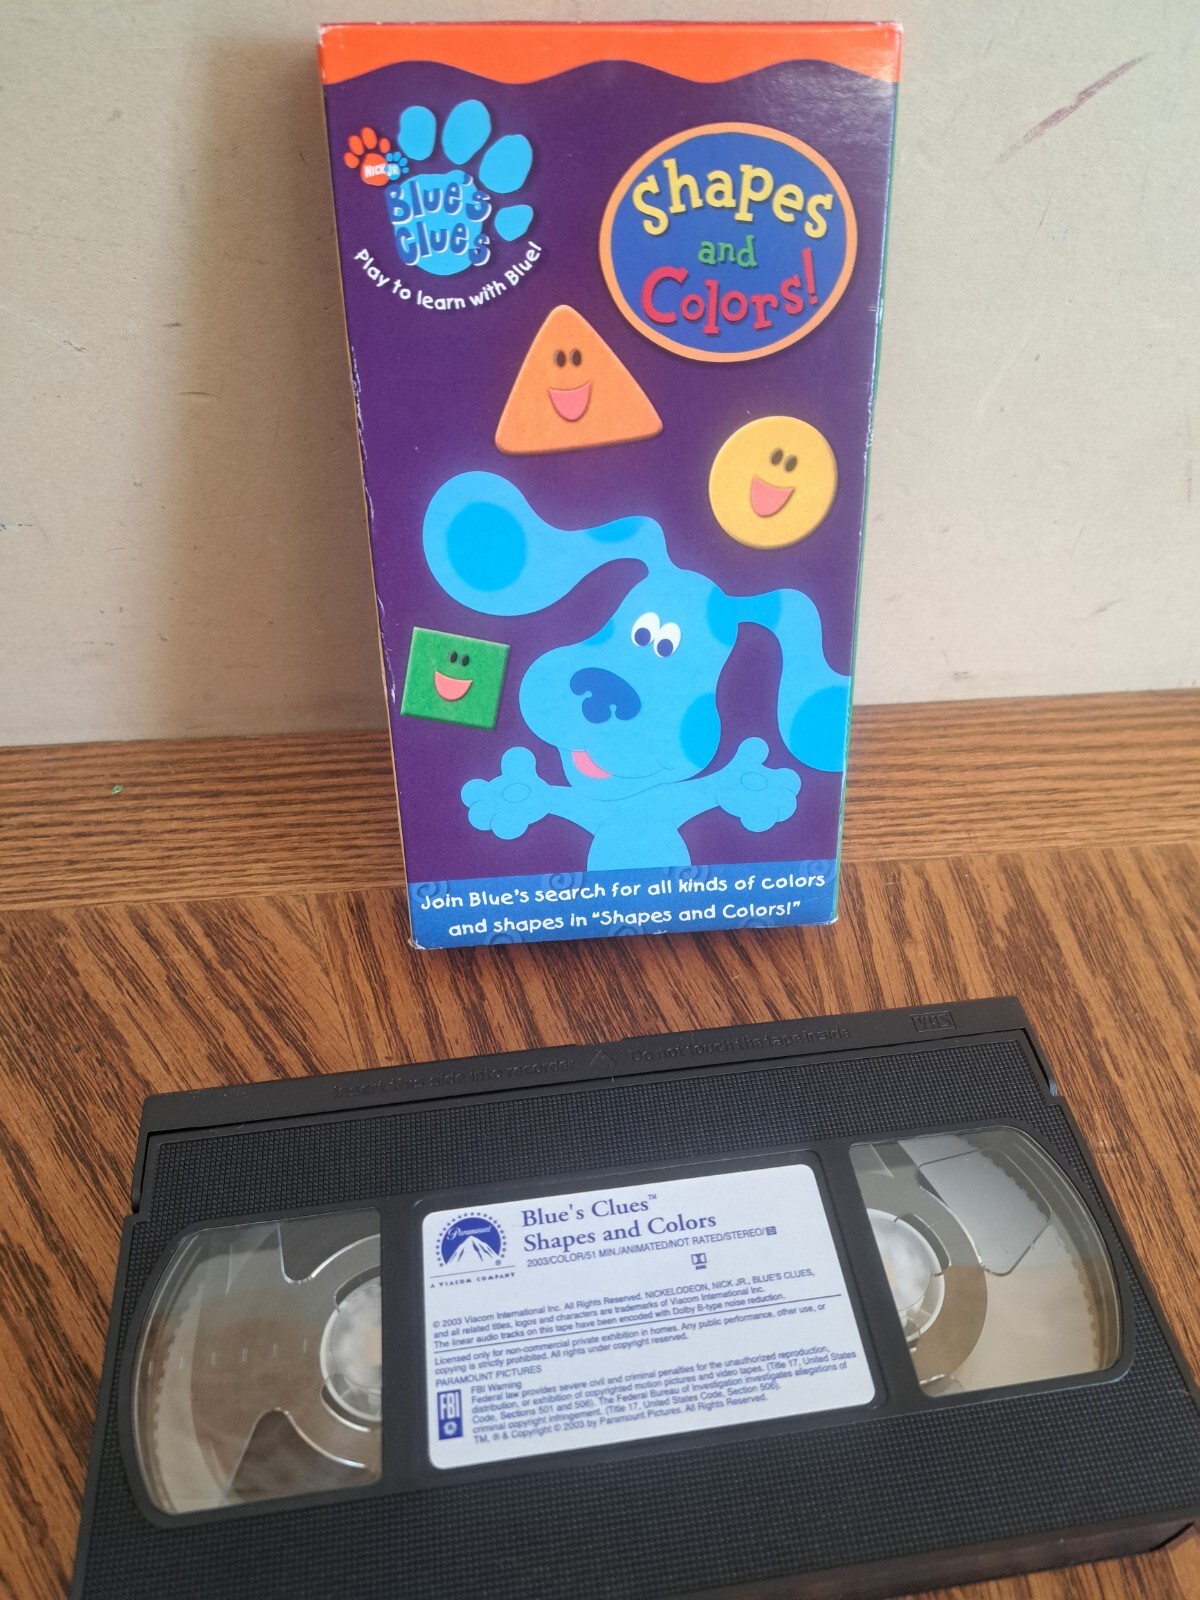 NICK JR.
Blue's
Clues
Play to learn with Blue!
Shapes
and
Colors!
Join Blue's search for all kinds of colors
and shapes in "Shapes and Colors!"
VHS
Insert this side into recorder Do not touch the tape inside
Paramount
A VIACOM COMPANY
Blue's Clues™
Shapes and Colors
2003/COLOR/51 MIN./ANIMATED/NOT RATED/STEREO/
© 2003 Viacom International Inc. All Rights Reserved. NICKELODEON, NICK JR., BLUE'S CLUES,
and all related titles, logos and characters are trademarks of Viacom International Inc.
The linear audio tracks on this tape have been encoded with Dolby B-type noise reduction.
Licensed only for non-commercial private exhibition in homes. Any public performance, other use, or
copying is strictly prohibited. All rights under copyright reserved.
PARAMOUNT PICTURES
FBI
FBI Warning
Federal law provides severe civil and criminal penalties for the unauthorized reproduction,
distribution, or exhibition of copyrighted motion pictures and video tapes. (Title 17, United States
Code, Sections 501 and 506). The Federal Bureau of Investigation investigates allegations of
criminal copyright infringement. (Title 17, United States Code, Section 506).
TM, ® & Copyright © 2003 by Paramount Pictures. All Rights Reserved.